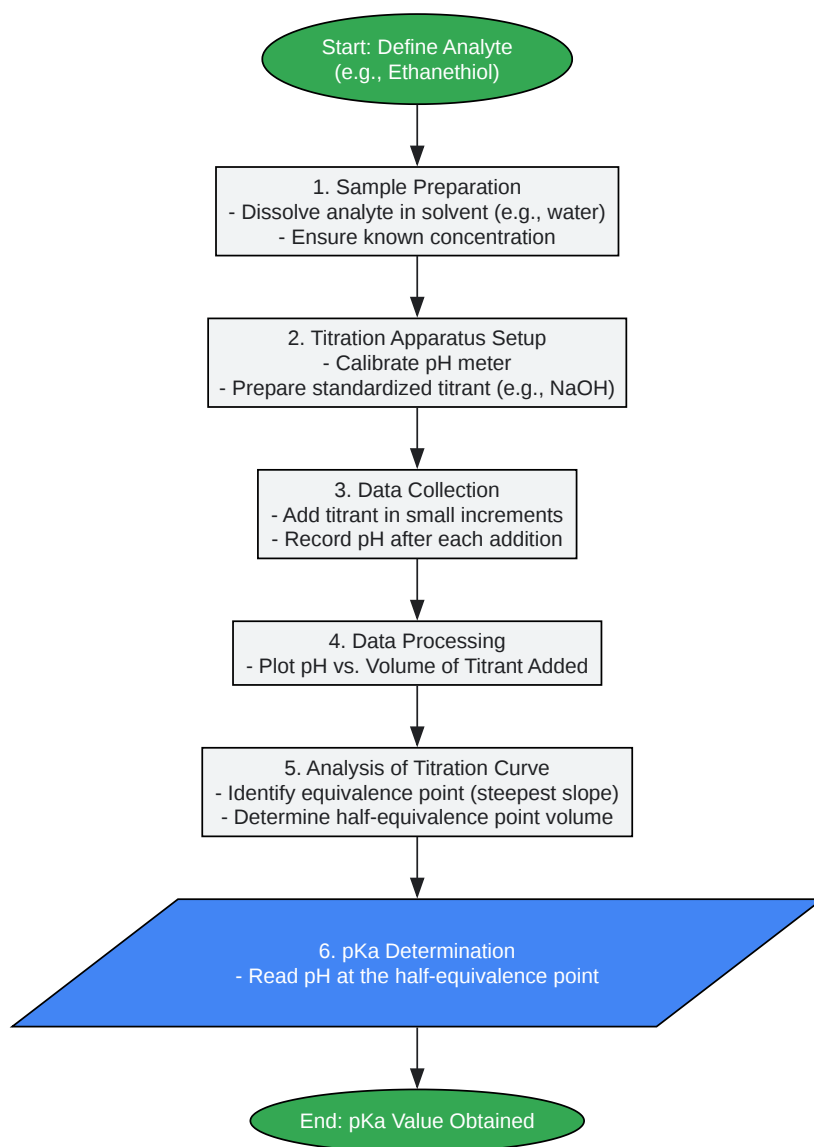 Start: Define Analyte
(e.g., Ethanethiol)
1. Sample Preparation
- Dissolve analyte in solvent (e.g., water)
- Ensure known concentration
2. Titration Apparatus Setup
- Calibrate pH meter
- Prepare standardized titrant (e.g., NaOH)
3. Data Collection
- Add titrant in small increments
- Record pH after each addition
4. Data Processing
- Plot pH vs. Volume of Titrant Added
5. Analysis of Titration Curve
- Identify equivalence point (steepest slope)
- Determine half-equivalence point volume
6. pKa Determination
- Read pH at the half-equivalence point
End: pKa Value Obtained